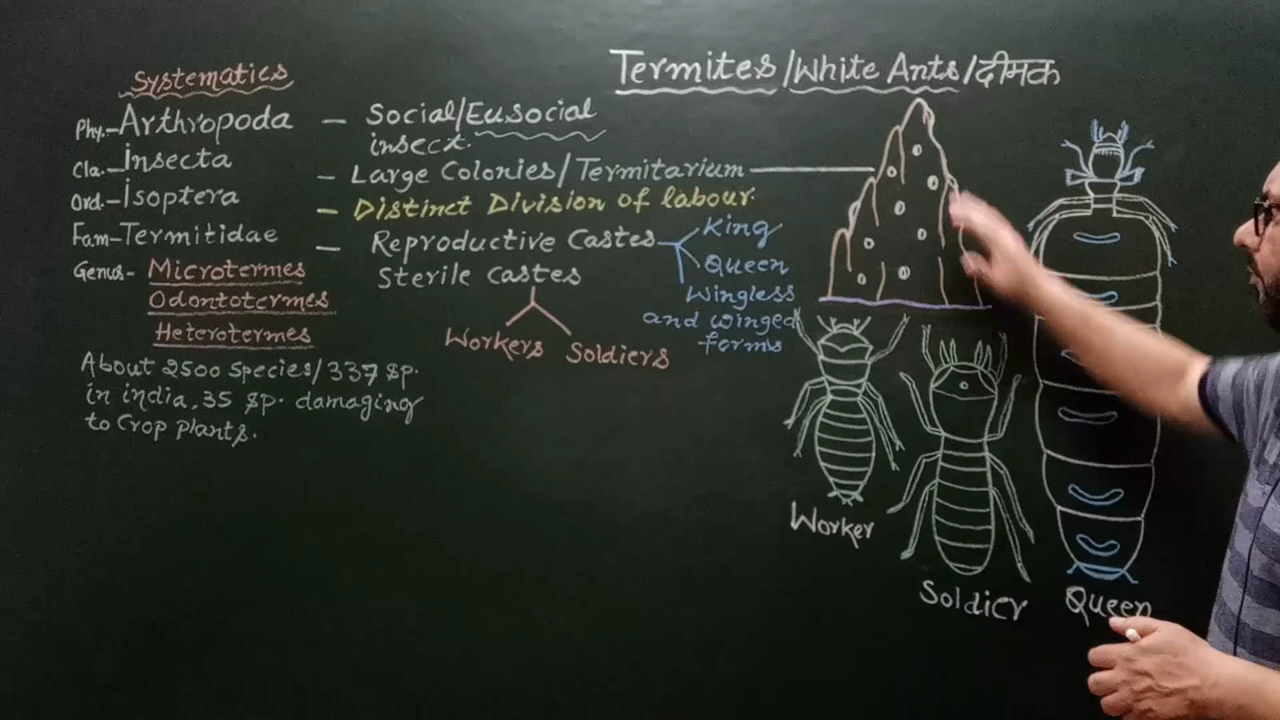 Termites/White Ants/दीमक
Systematics
Phy.-Arthropoda
Cla.-Insecta
Ord.-Isoptera
Fam-Termitidae
Genus- Microtermes
Odontotermes
Heterotermes
About 2500 Species/337 sp.
in india, 35 sp. damaging
to Crop plants.
- Social/Eusocial
insect.
- Large Colonies/Termitarium
- Distinct Division of labour.
- Reproductive Castes
King
Queen
Wingless
and winged
forms
Sterile Castes
Workers Soldiers
Worker
Soldier
Queen